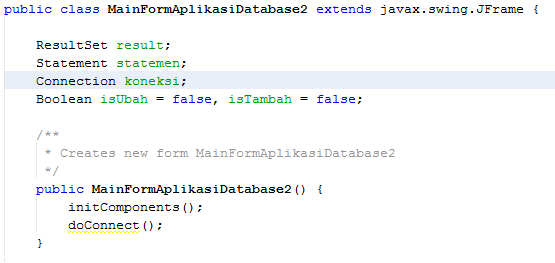 public class MainFormAplikasiDatabase2 extends javax.swing.JFrame {
ResultSet result;
Statement statemen;
Connection koneksi;
Boolean isUbah = false, isTambah = false;
/**
* Creates new form MainFormAplikasiDatabase2
*/
public MainFormAplikasiDatabase2() {
initComponents();
doConnect();
}